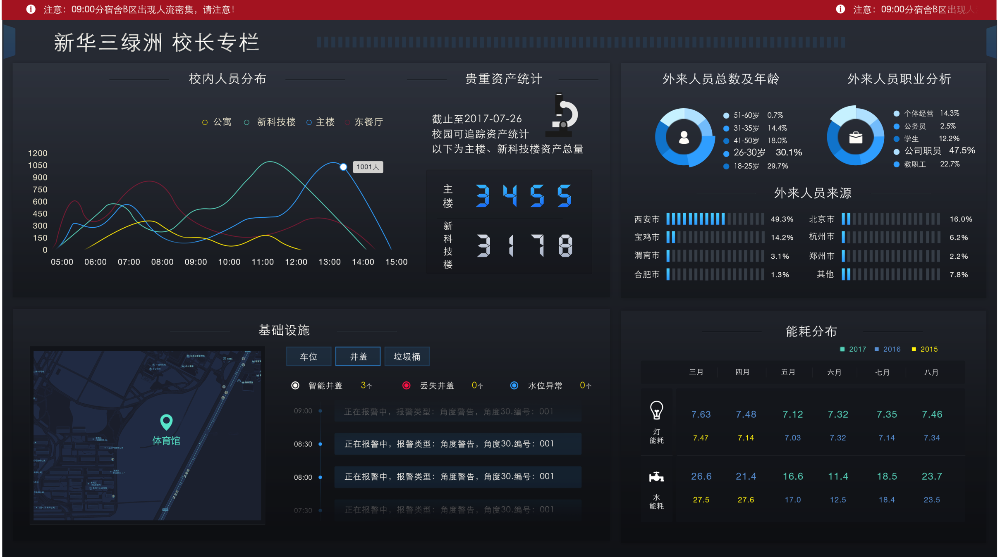 注意：09:00分宿舍B区出现人流密集，请注意！
注意：09:00分宿舍B区出现人
新华三绿洲 校长专栏
校内人员分布
公寓 新科技楼 主楼 东餐厅
1200
1050
900
750
600
450
300
150
0
1001人
05:00 06:00 07:00 08:00 09:00 10:00 11:00 12:00 13:00 14:00 15:00
贵重资产统计
截止至2017-07-26
校园可追踪资产统计
以下为主楼、新科技楼资产总量
主楼 3455
新科技楼 3178
外来人员总数及年龄
51-60岁 0.7%
31-35岁 14.4%
41-50岁 18.0%
26-30岁 30.1%
18-25岁 29.7%
外来人员职业分析
个体经营 14.3%
公务员 2.5%
学生 12.2%
公司职员 47.5%
教职工 22.7%
外来人员来源
西安市 49.3% 北京市 16.0%
宝鸡市 14.2% 杭州市 6.2%
渭南市 3.1% 郑州市 2.2%
合肥市 1.3% 其他 7.8%
基础设施
体育馆
车位 井盖 垃圾桶
智能井盖 3个 丢失井盖 0个 水位异常 0个
09:00 正在报警中，报警类型：角度警告，角度30.编号：001
08:30 正在报警中，报警类型：角度警告，角度30.编号：001
08:00 正在报警中，报警类型：角度警告，角度30.编号：001
07:30 正在报警中，报警类型：角度警告，角度30.编号：001
能耗分布
2017 2016 2015
三月 四月 五月 六月 七月 八月
灯
能耗
7.63 7.48 7.12 7.32 7.35 7.46
7.47 7.14 7.03 7.32 7.14 7.34
水
能耗
26.6 21.4 16.6 11.4 18.5 23.7
27.5 27.6 17.0 12.5 18.4 23.5